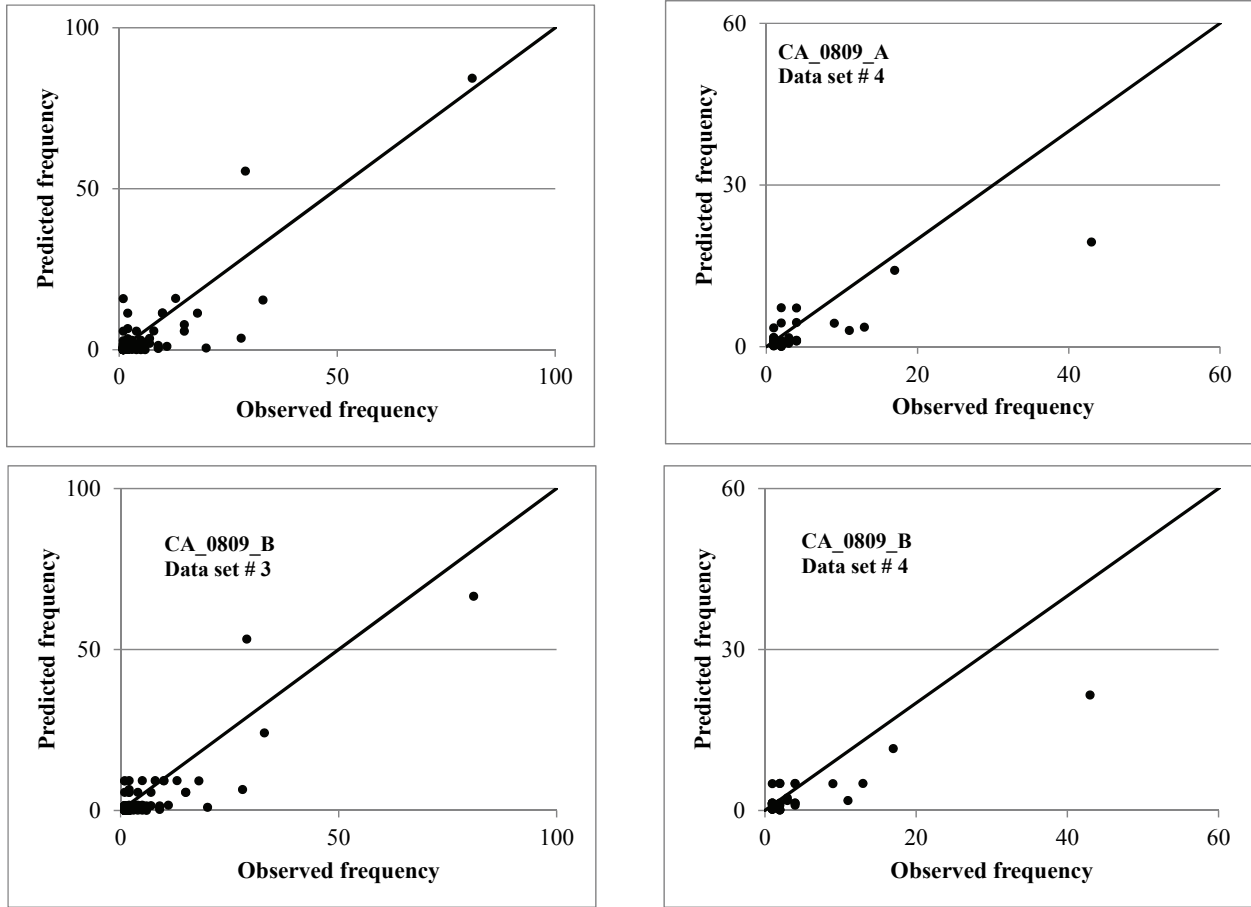 100
50
0
0
50
100
Predicted frequency
Observed frequency
60
30
0
0
20
40
60
CA_0809_A
Data set # 4
Predicted frequency
Observed frequency
100
50
0
0
50
100
CA_0809_B
Data set # 3
Predicted frequency
Observed frequency
60
30
0
0
20
40
60
CA_0809_B
Data set # 4
Predicted frequency
Observed frequency